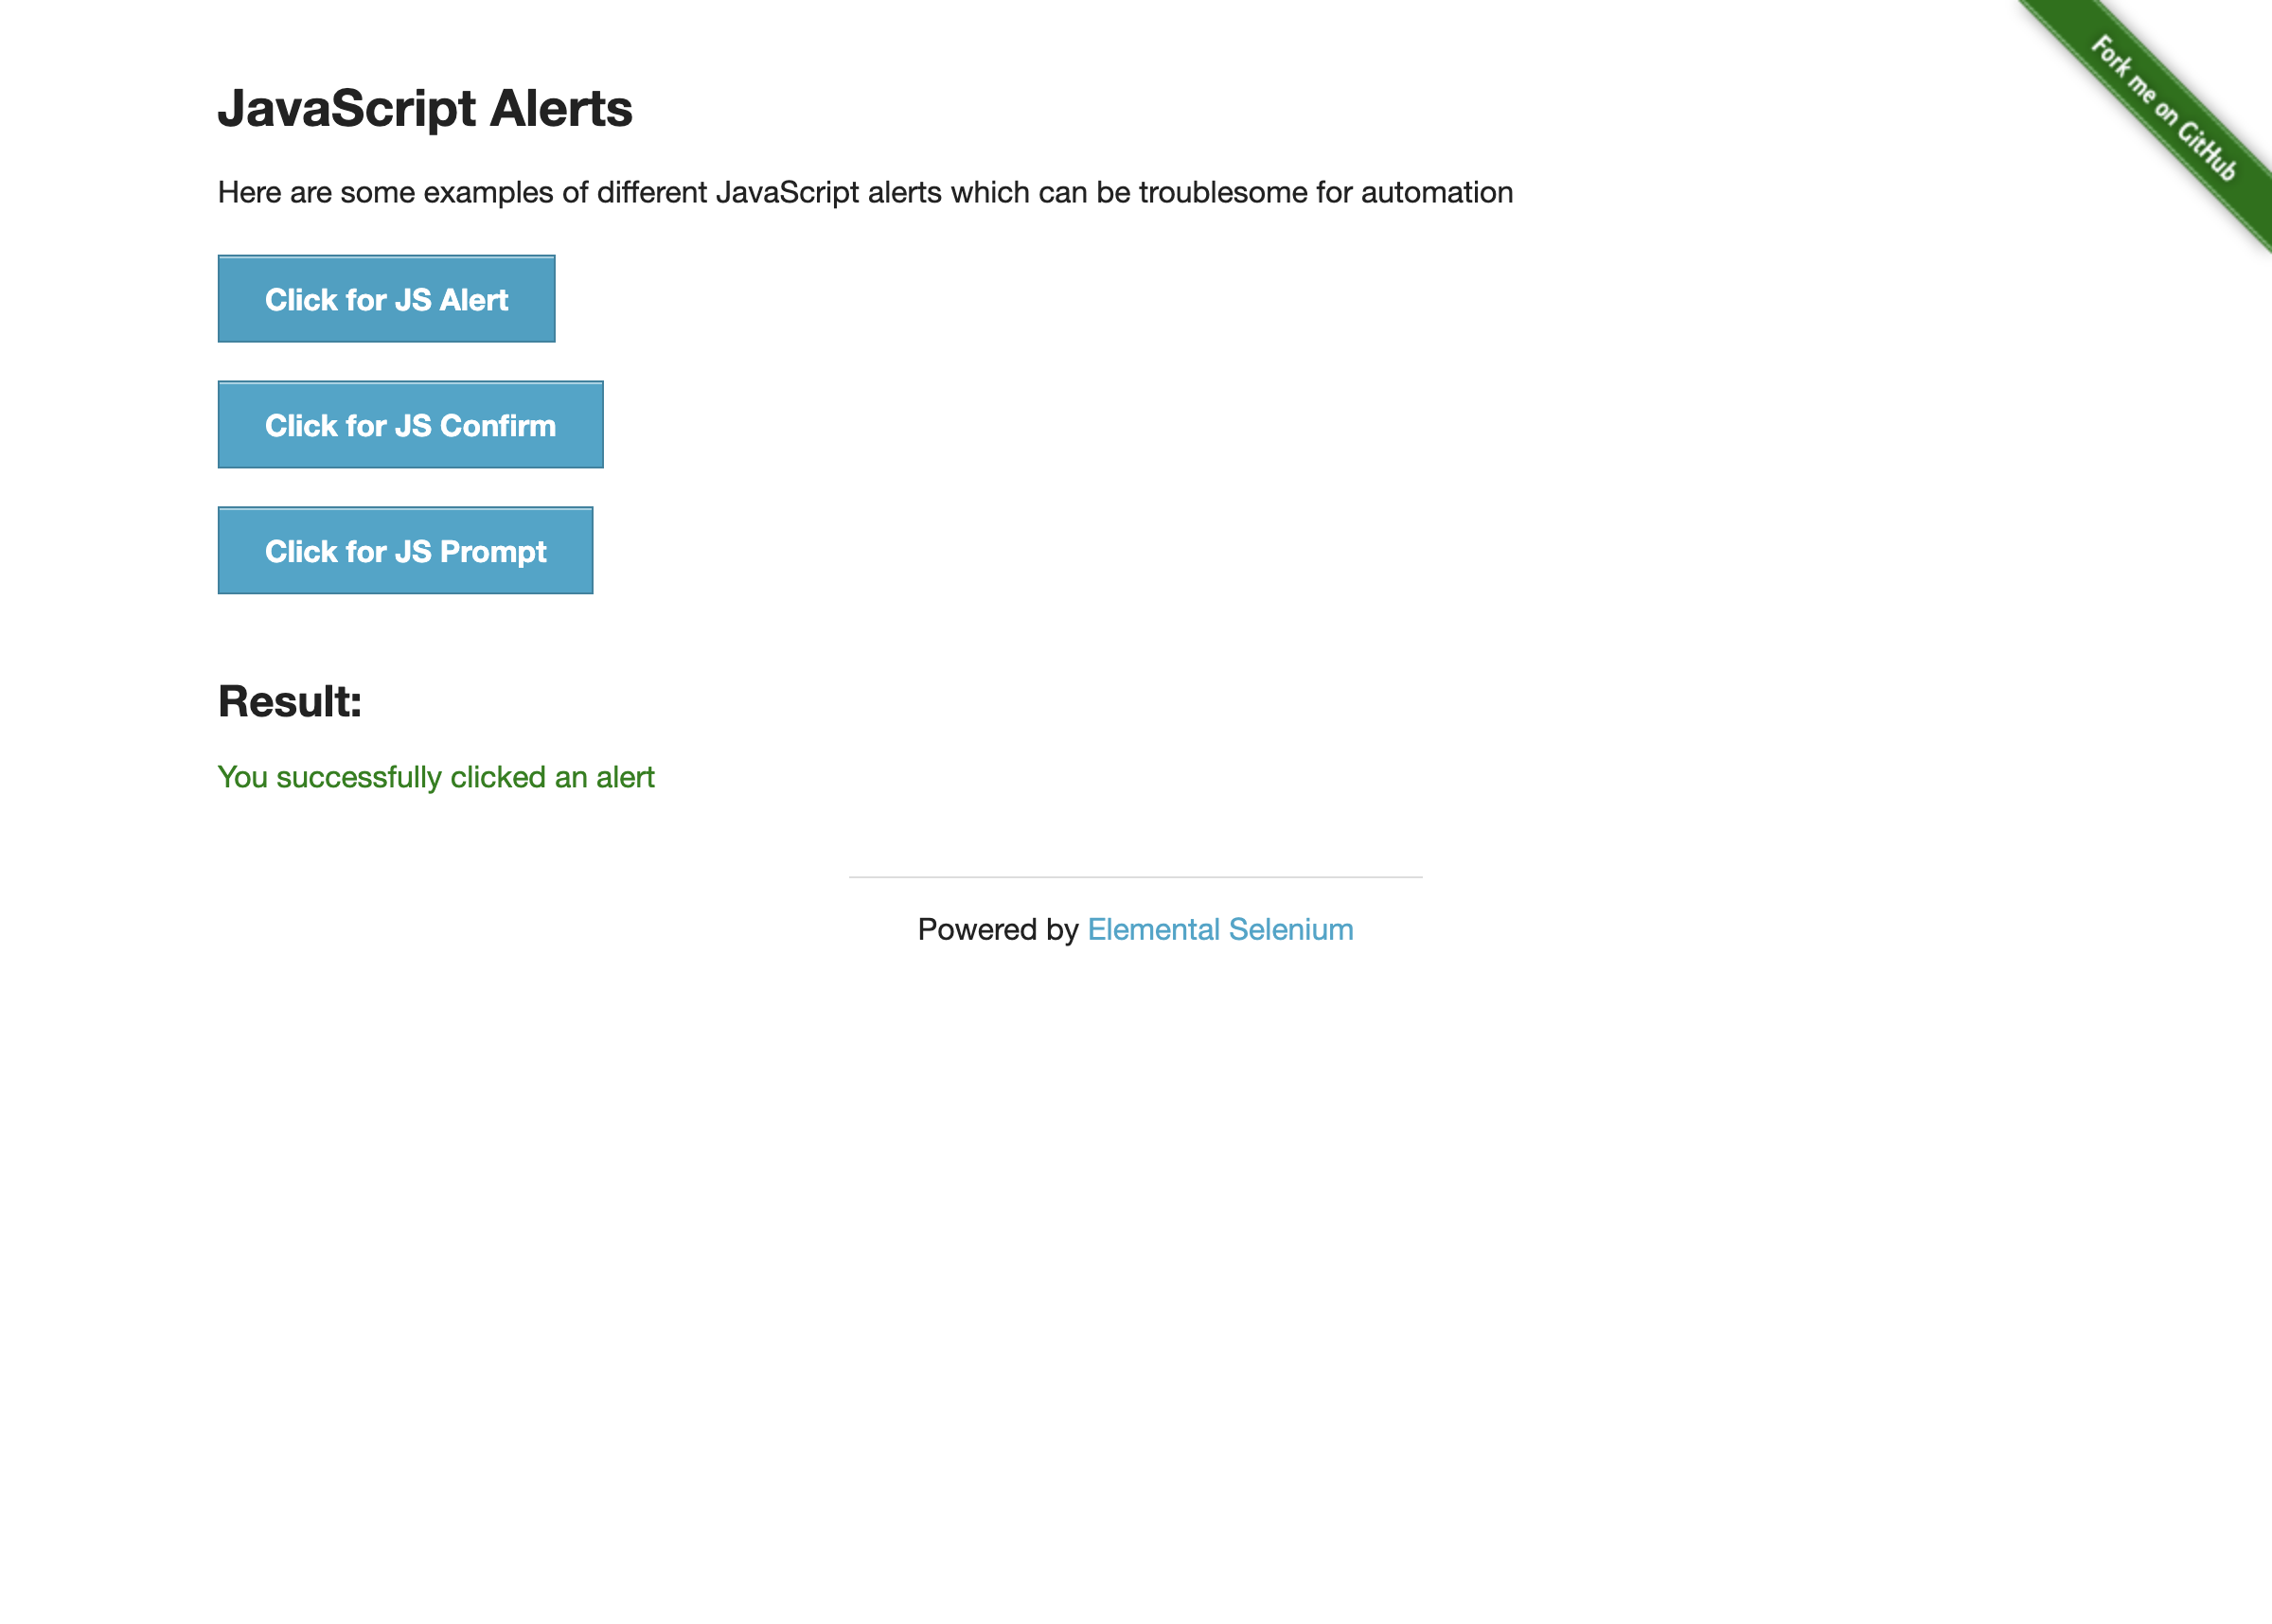 Fork me on GitHub
JavaScript Alerts
Here are some examples of different JavaScript alerts which can be troublesome for automation
Click for JS Alert
Click for JS Confirm
Click for JS Prompt
Result:
You successfully clicked an alert
Powered by Elemental Selenium